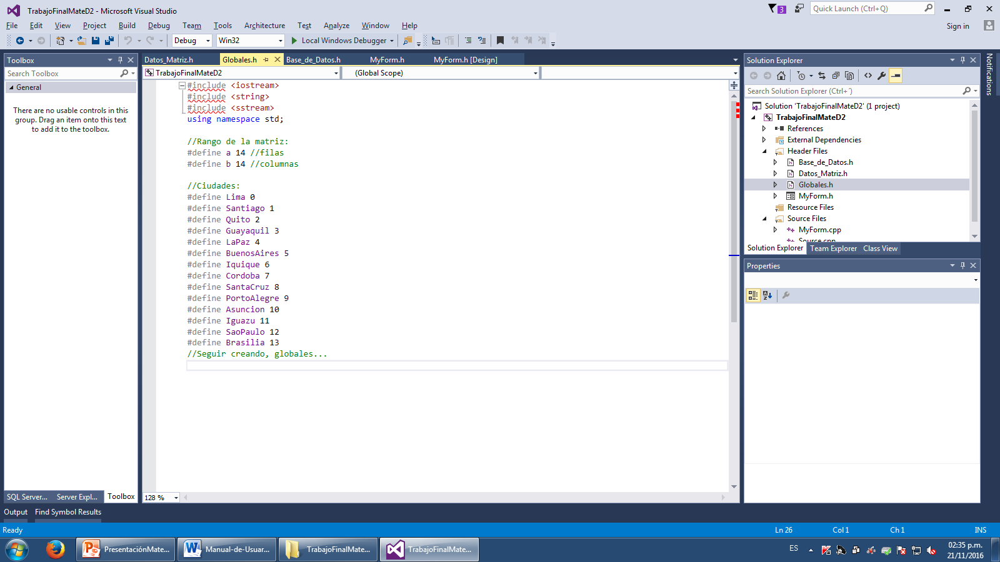 TrabajoFinalMateD2 - Microsoft Visual Studio
3
Quick Launch (Ctrl+Q)
File Edit View Project Build Debug Team Tools Architecture Test Analyze Window Help
Sign in
Debug Win32 Local Windows Debugger
Toolbox
Search Toolbox
General
There are no usable controls in this
group. Drag an item onto this text
to add it to the toolbox.
SQL Server... Server Expl... Toolbox
Datos_Matriz.h Globales.h Base_de_Datos.h MyForm.h MyForm.h [Design]
TrabajoFinalMateD2 (Global Scope)
#include <iostream>
#include <string>
#include <sstream>
using namespace std;
//Rango de la matriz:
#define a 14 //filas
#define b 14 //columnas
//Ciudades:
#define Lima 0
#define Santiago 1
#define Quito 2
#define Guayaquil 3
#define LaPaz 4
#define BuenosAires 5
#define Iquique 6
#define Cordoba 7
#define SantaCruz 8
#define PortoAlegre 9
#define Asuncion 10
#define Iguazu 11
#define SaoPaulo 12
#define Brasilia 13
//Seguir creando, globales...
128 %
Solution Explorer
Search Solution Explorer (Ctrl+´)
Solution 'TrabajoFinalMateD2' (1 project)
TrabajoFinalMateD2
References
External Dependencies
Header Files
Base_de_Datos.h
Datos_Matriz.h
Globales.h
MyForm.h
Resource Files
Source Files
MyForm.cpp
Source.cpp
Solution Explorer Team Explorer Class View
Properties
Notifications
Output Find Symbol Results
Ready Ln 26 Col 1 Ch 1 INS
PresentaciónMate... Manual-de-Usuar... TrabajoFinalMate... TrabajoFinalMate...
ES
02:35 p.m.
21/11/2016